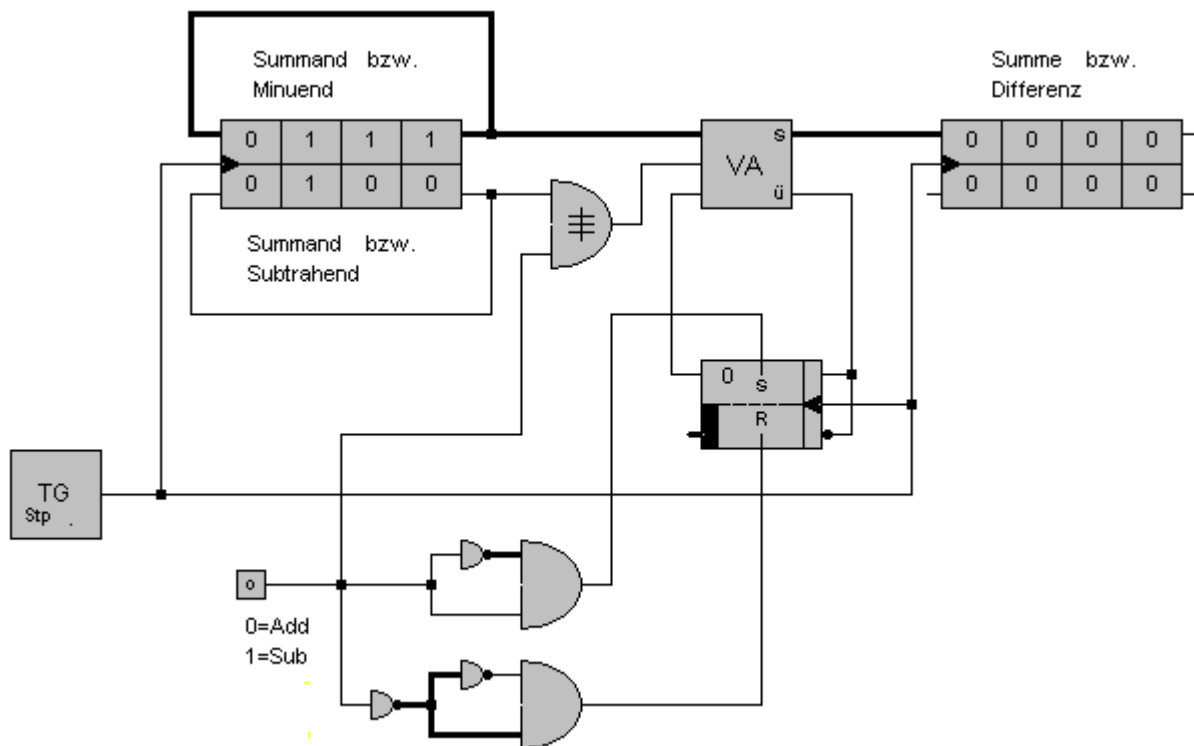 Summand bzw.
Minuend
Summe bzw.
Differenz
0 1 1 1
0 1 0 0
s
VA
ü
0 0 0 0
0 0 0 0
Summand bzw.
Subtrahend
0 s
R
TG
Stp .
0
0=Add
1=Sub